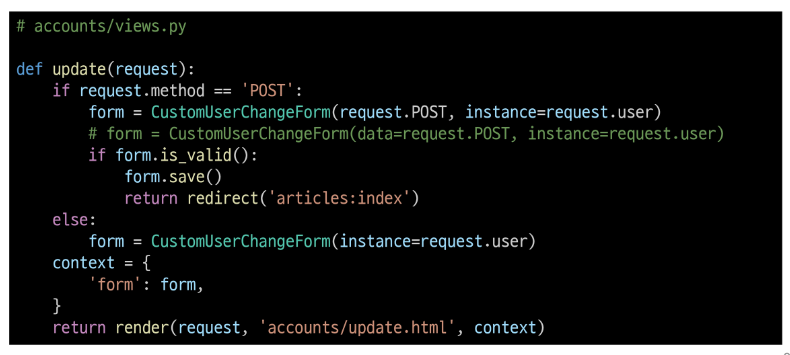 # accounts/views.py

def update(request):
    if request.method == 'POST':
        form = CustomUserChangeForm(request.POST, instance=request.user)
        # form = CustomUserChangeForm(data=request.POST, instance=request.user)
        if form.is_valid():
            form.save()
            return redirect('articles:index')
    else:
        form = CustomUserChangeForm(instance=request.user)
    context = {
        'form': form,
    }
    return render(request, 'accounts/update.html', context)